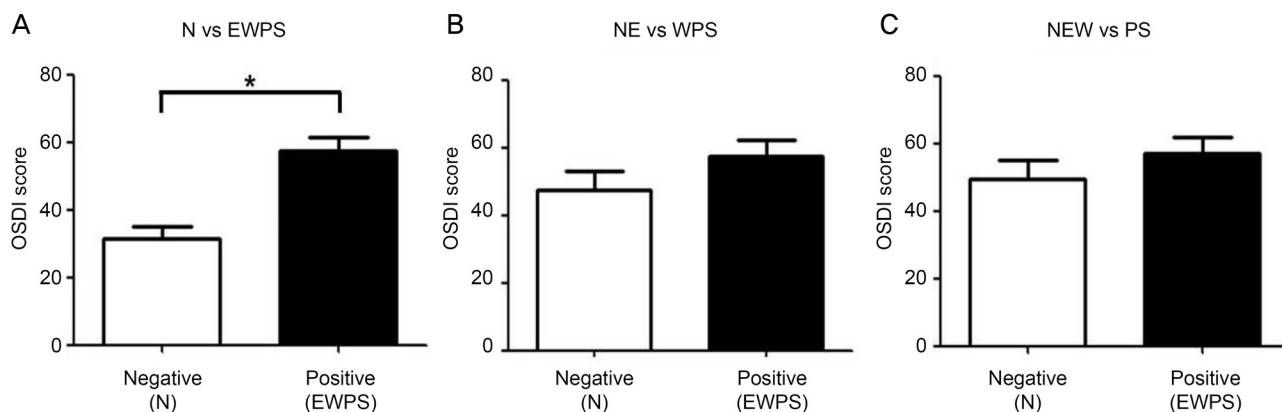 A
N vs EWPS
OSDI score
80
60
40
20
0
*
Negative
(N)
Positive
(EWPS)
B
NE vs WPS
OSDI score
80
60
40
20
0
Negative
(N)
Positive
(EWPS)
C
NEW vs PS
OSDI score
80
60
40
20
0
Negative
(N)
Positive
(EWPS)